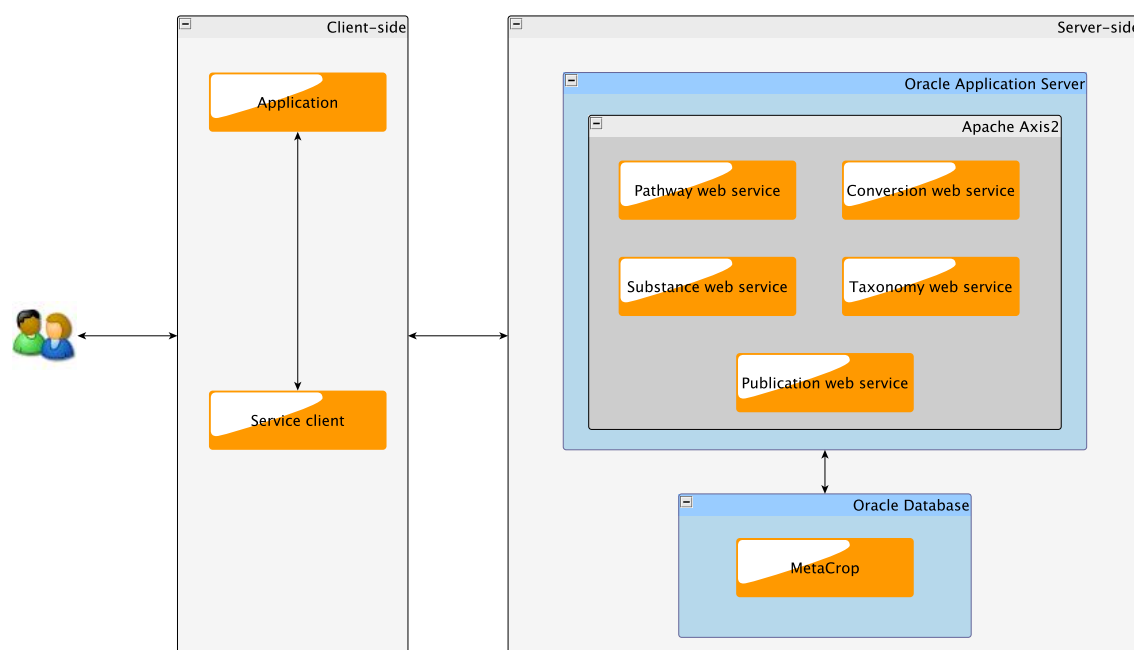 Client-side
Server-side
Application
Oracle Application Server
Apache Axis2
Pathway web service
Conversion web service
Substance web service
Taxonomy web service
Publication web service
Service client
Oracle Database
MetaCrop